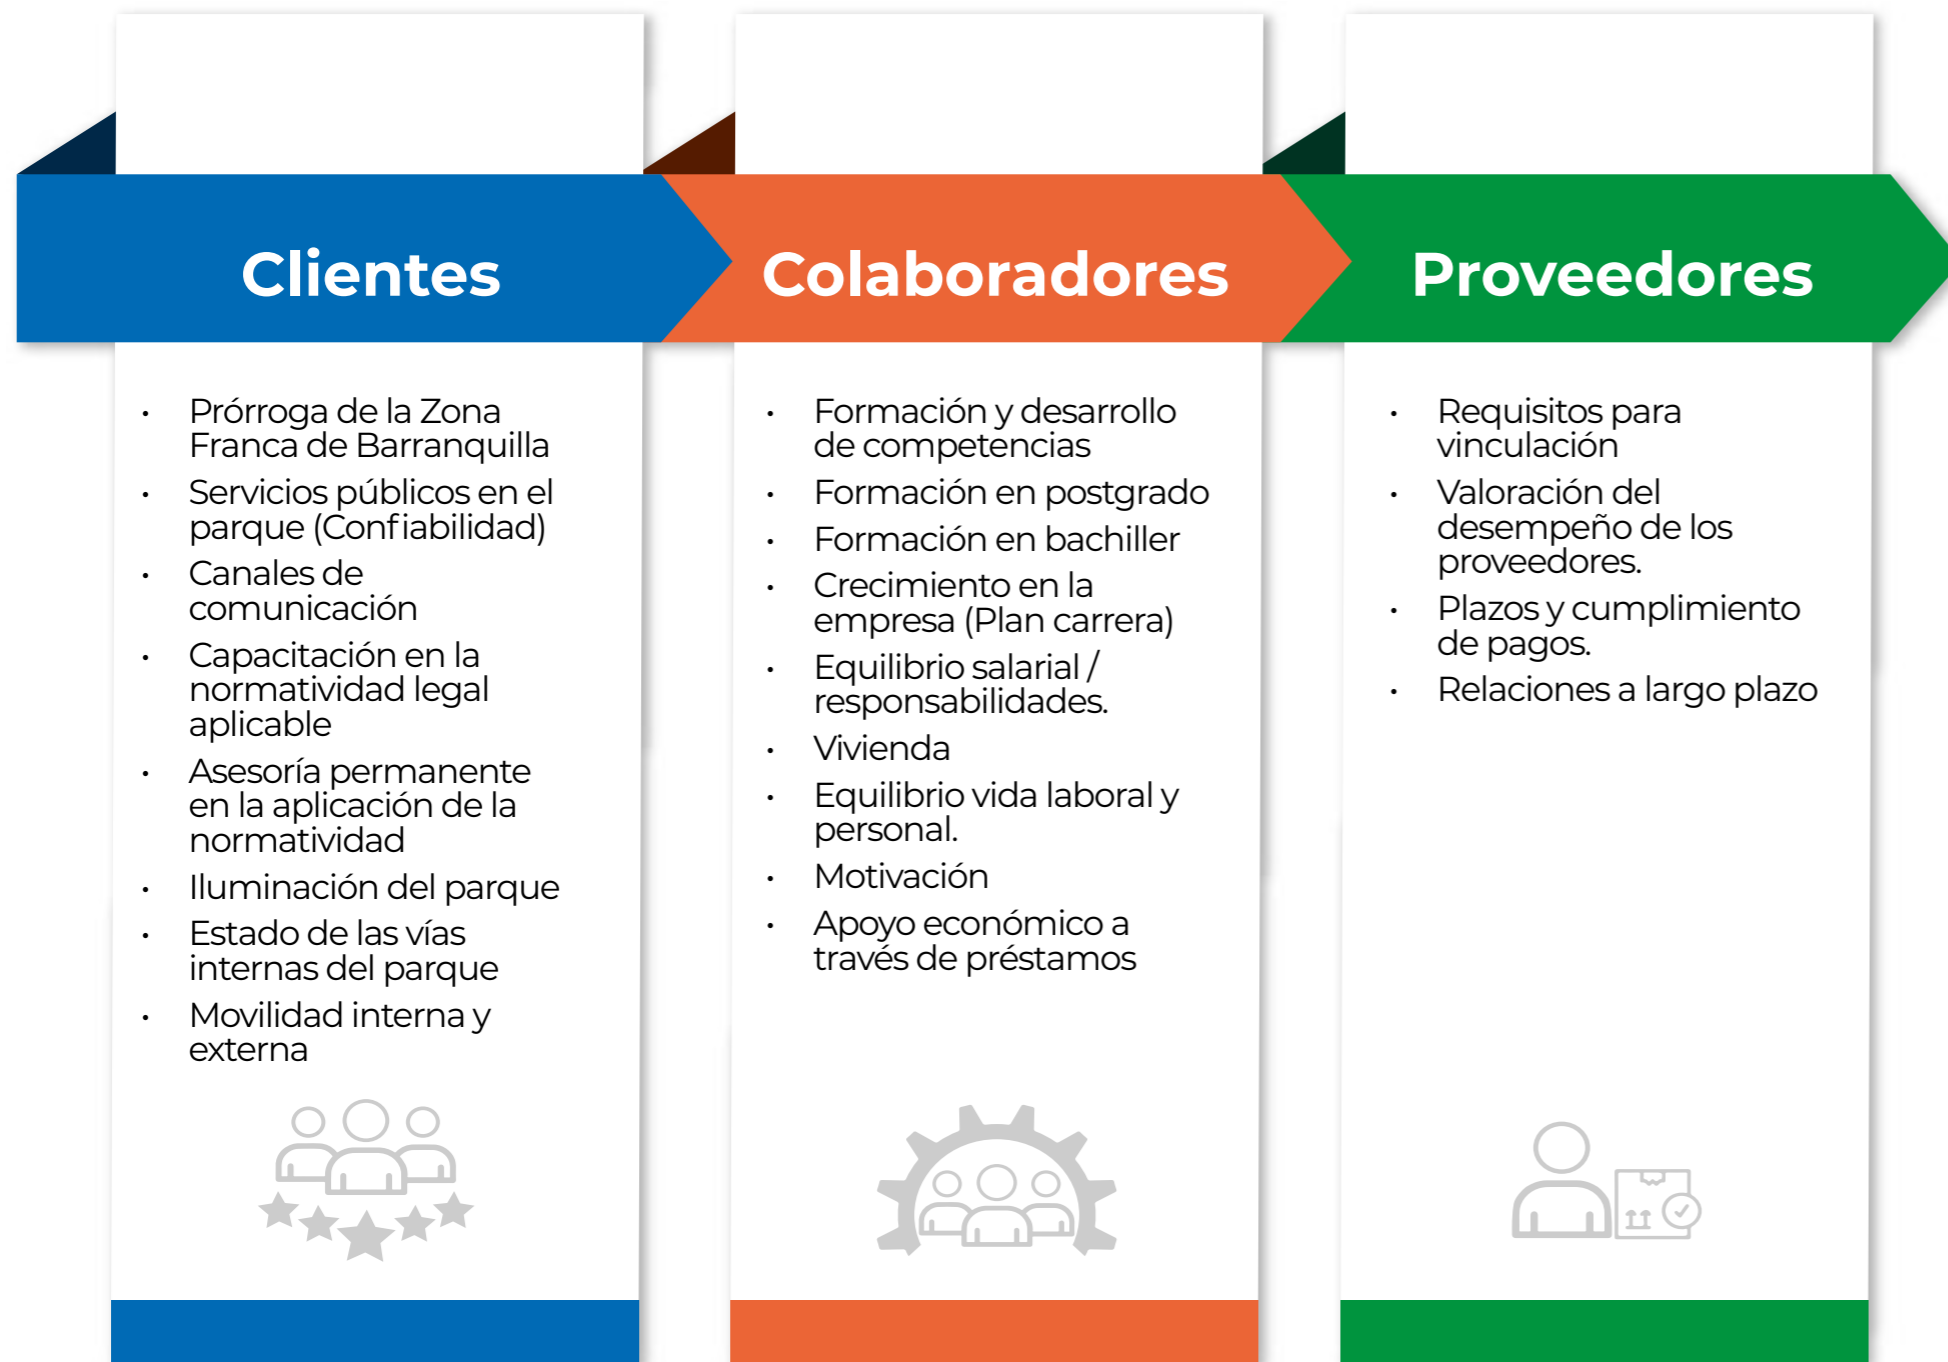 Clientes
Prórroga de la Zona
Franca de Barranquilla
Servicios públicos en el
parque (Confiabilidad)
Canales de
comunicación
Capacitación en la
normatividad legal
aplicable
Asesoría permanente
en la aplicación de la
normatividad
Iluminación del parque
Estado de las vías
internas del parque
Movilidad interna y
externa
Colaboradores
Formación y desarrollo
de competencias
Formación en postgrado
Formación en bachiller
Crecimiento en la
empresa (Plan carrera)
Equilibrio salarial /
responsabilidades.
Vivienda
Equilibrio vida laboral y
personal.
Motivación
Apoyo económico a
través de préstamos
Proveedores
Requisitos para
vinculación
Valoración del
desempeño de los
proveedores.
Plazos y cumplimiento
de pagos.
Relaciones a largo plazo